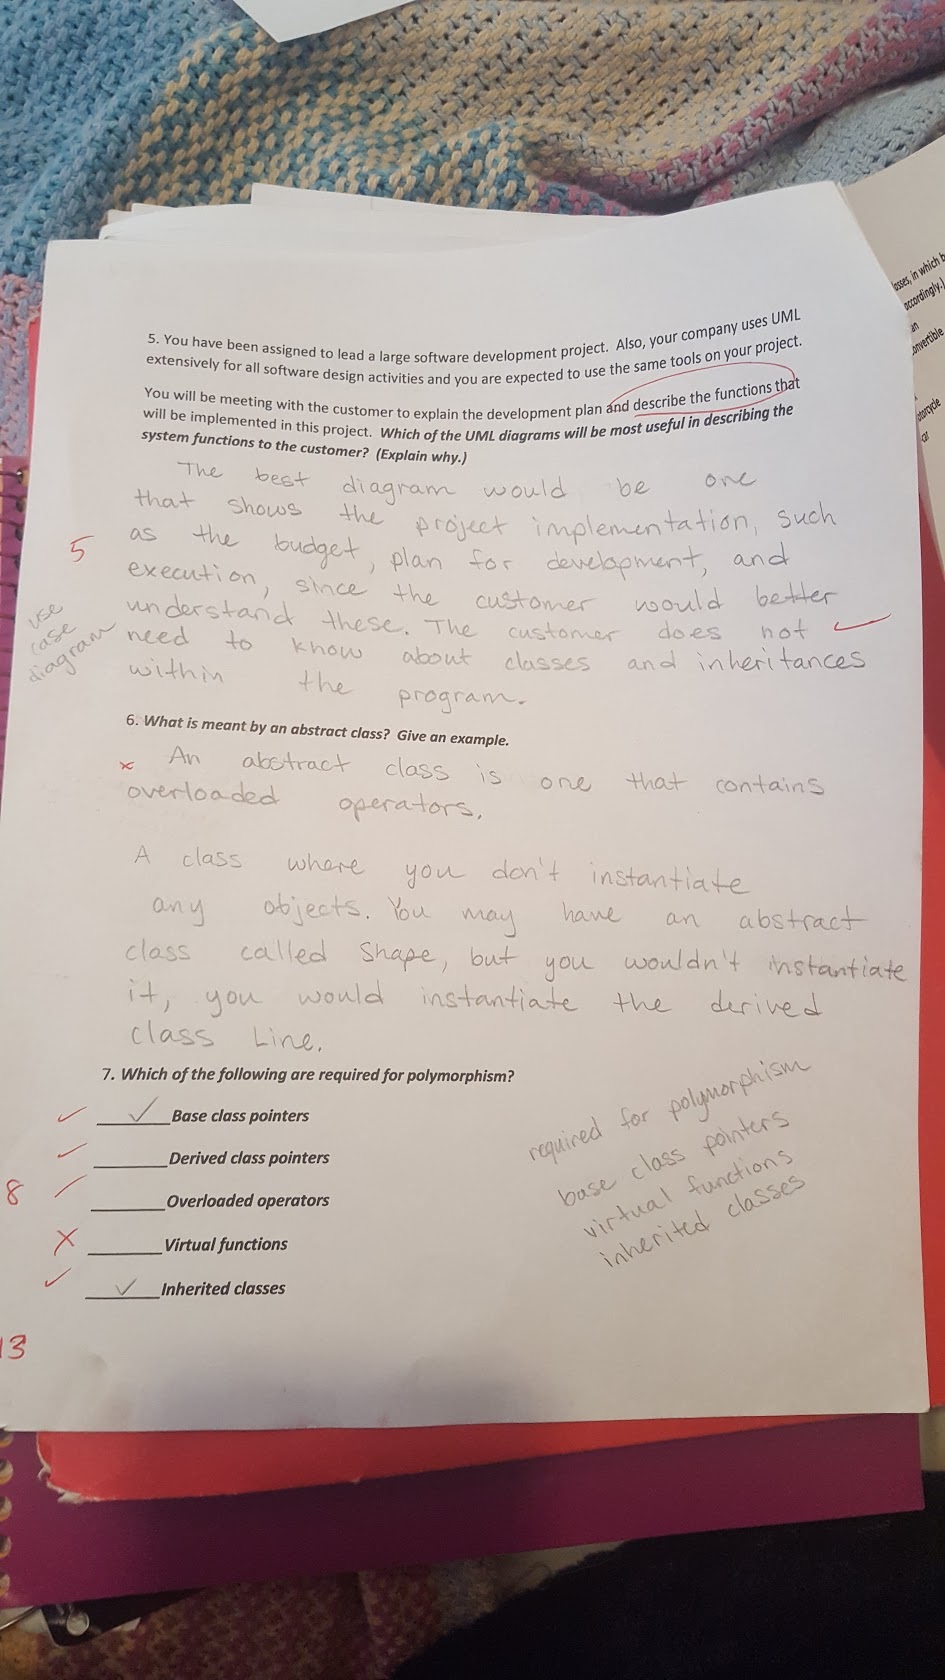 5. You have been assigned to lead a large software development project. Also, your company uses UML
extensively for all software design activities and you are expected to use the same tools on your project.
You will be meeting with the customer to explain the development plan and describe the functions that
will be implemented in this project. Which of the UML diagrams will be most useful in describing the
system functions to the customer? (Explain why.)
The best diagram would be one
that shows the project implementation, such
as the budget, plan for development, and
execution, since the customer would better
understand these. The customer does not
need to know about classes and inheritances
within the program.
5
use
case
diagram
6. What is meant by an abstract class? Give an example.
x An abstract class is one that contains
overloaded operators.
A class where you don't instantiate
any objects. You may have an abstract
class called Shape, but you wouldn't instantiate
it, you would instantiate the derived
class Line.
7. Which of the following are required for polymorphism?
✓ ✓ Base class pointers
✓ Derived class pointers
✓ Overloaded operators
X Virtual functions
✓ ✓ Inherited classes
8
13
required for polymorphism
base class pointers
virtual functions
inherited classes
asses, in which b
accordingly.)
an
onvertible
otorcycle